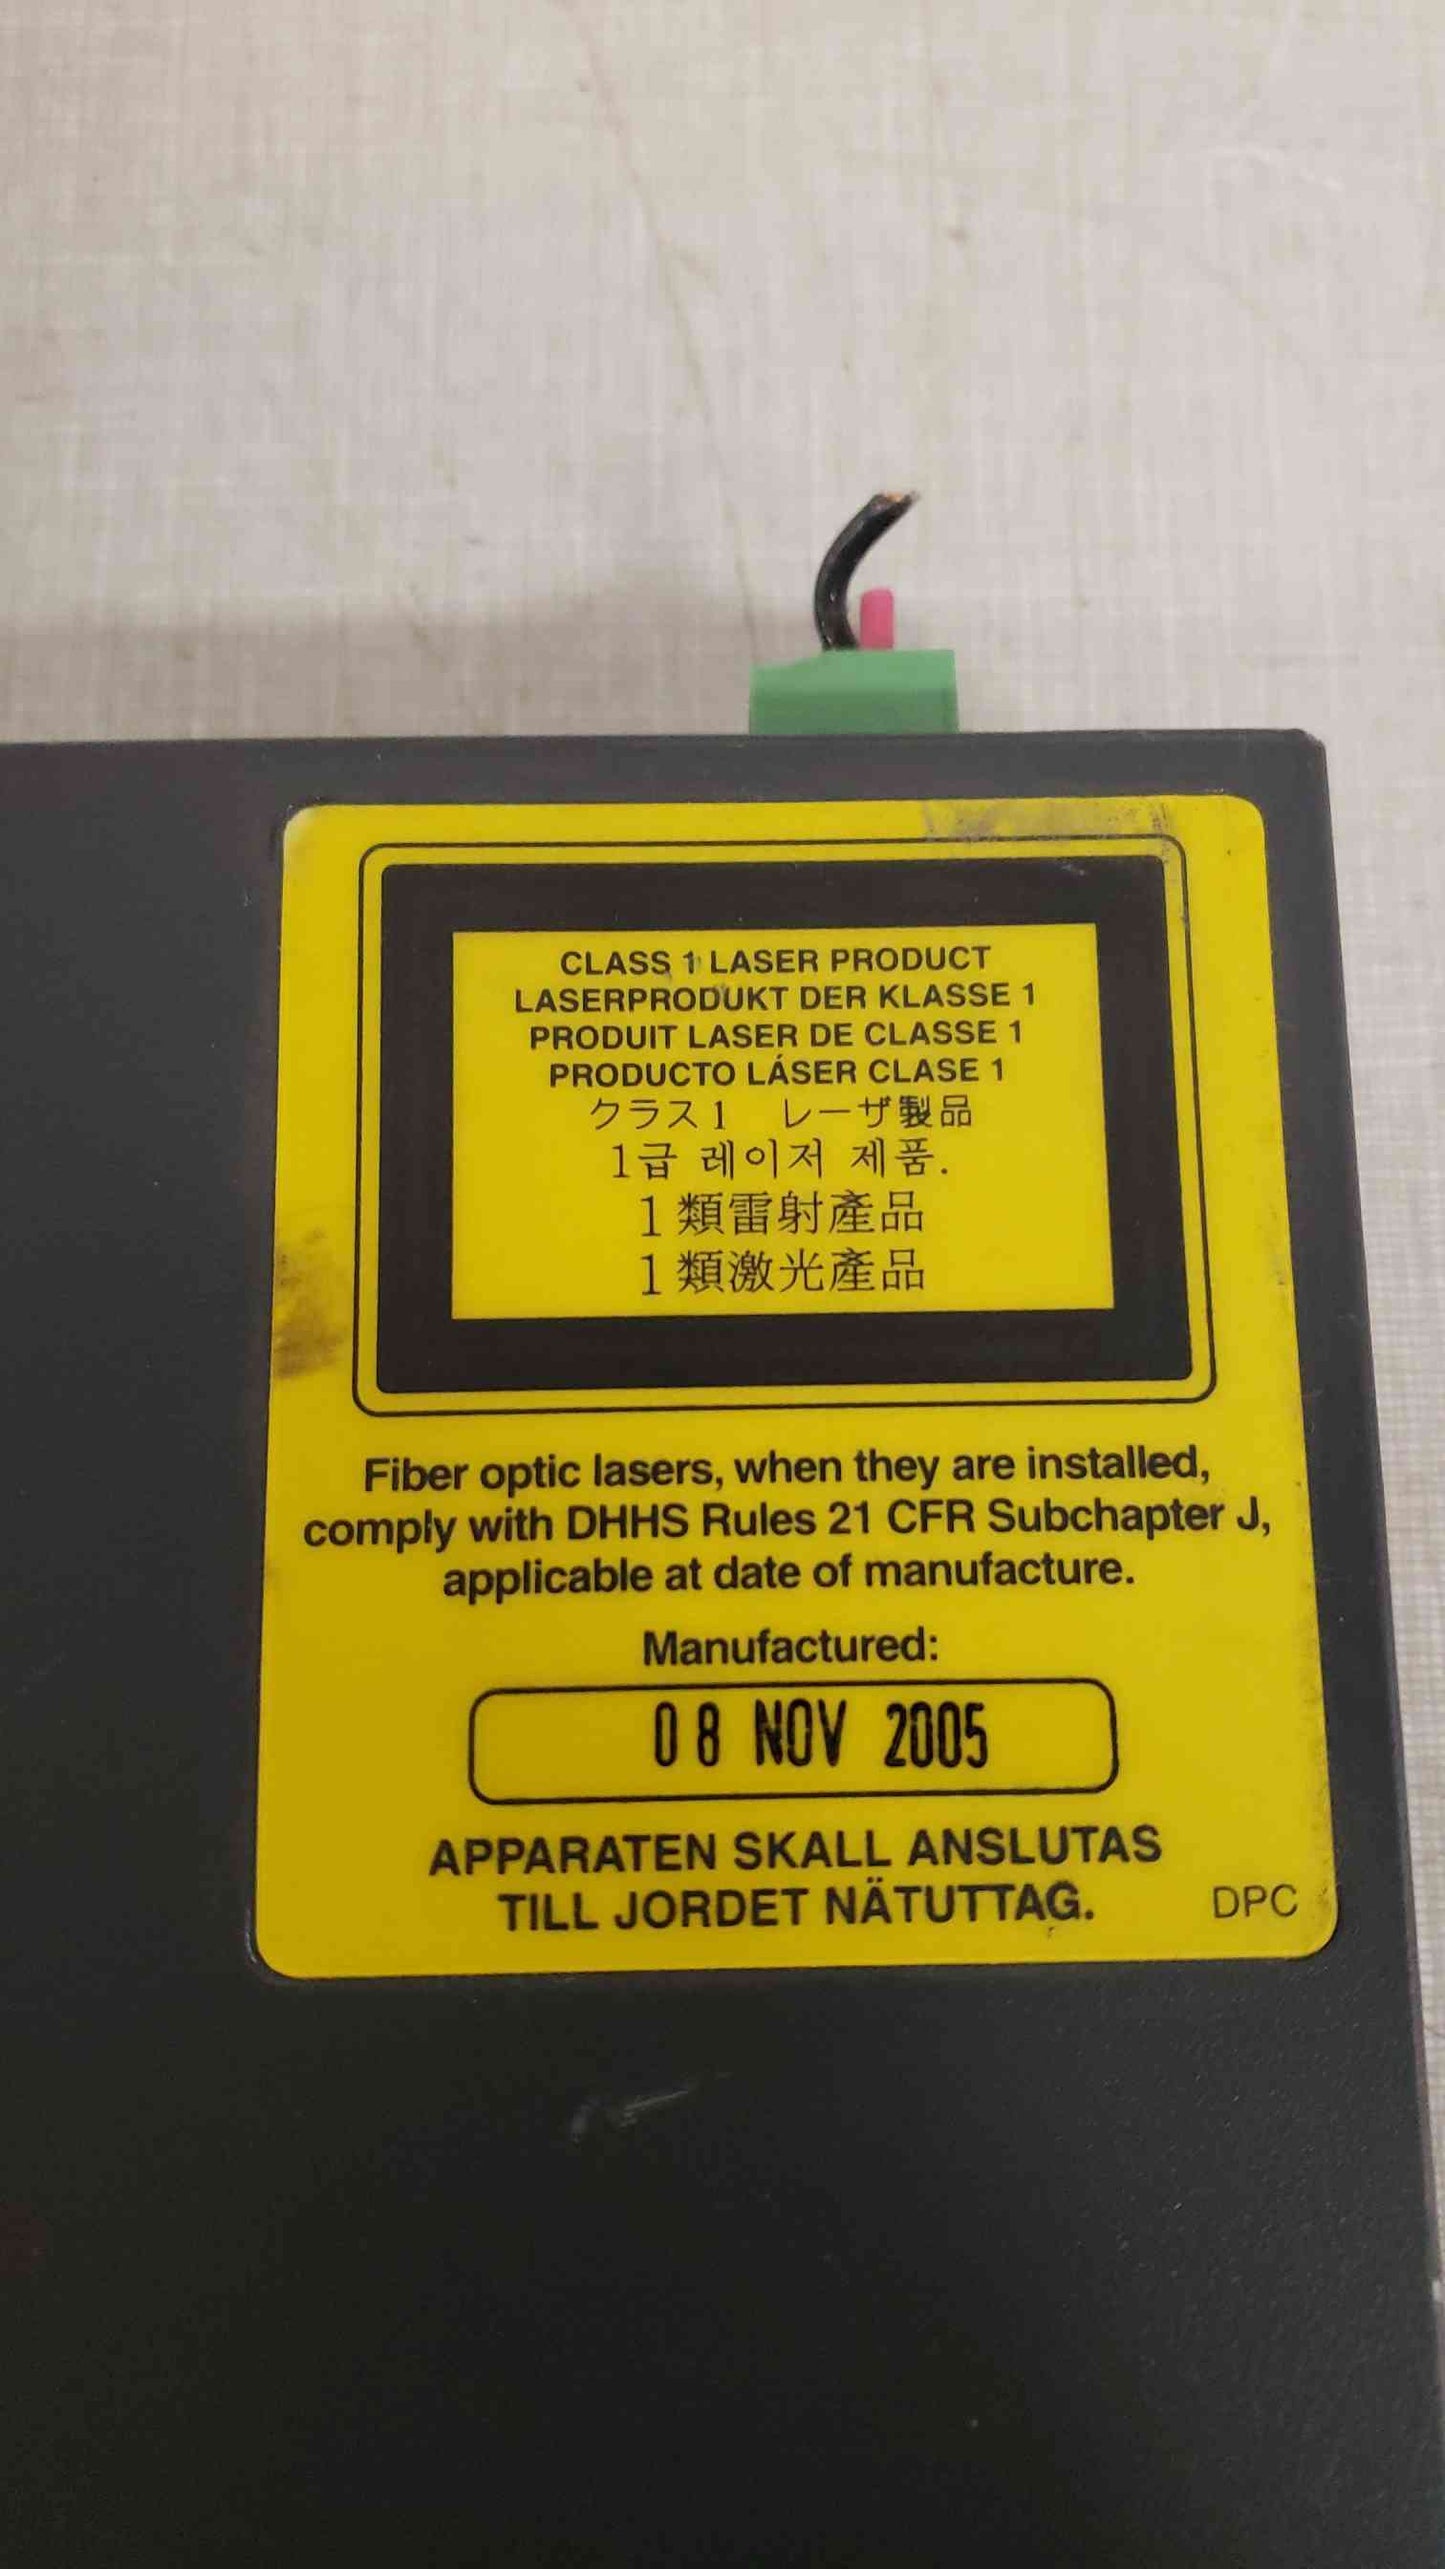 CLASS 1 LASER PRODUCT
LASERPRODUKT DER KLASSE 1
PRODUIT LASER DE CLASSE 1
PRODUCTO LÁSER CLASE 1
クラス1　レーザ製品
1급 레이저 제품.
1類雷射產品
1類激光產品
Fiber optic lasers, when they are installed,
comply with DHHS Rules 21 CFR Subchapter J,
applicable at date of manufacture.
Manufactured:
08 NOV 2005
APPARATEN SKALL ANSLUTAS
TILL JORDET NÄTUTTAG.
DPC